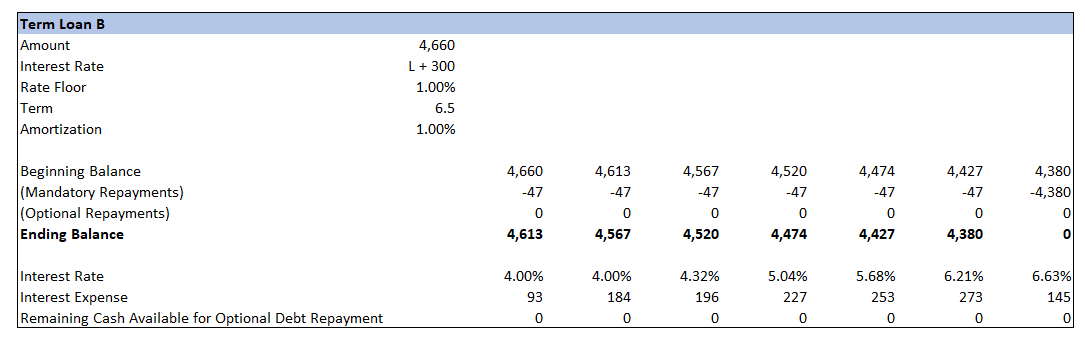 Term Loan B
Amount 4,660
Interest Rate L + 300
Rate Floor 1.00%
Term 6.5
Amortization 1.00%
Beginning Balance 4,660 4,613 4,567 4,520 4,474 4,427 4,380
(Mandatory Repayments) -47 -47 -47 -47 -47 -47 -4,380
(Optional Repayments) 0 0 0 0 0 0 0
Ending Balance 4,613 4,567 4,520 4,474 4,427 4,380 0
Interest Rate 4.00% 4.00% 4.32% 5.04% 5.68% 6.21% 6.63%
Interest Expense 93 184 196 227 253 273 145
Remaining Cash Available for Optional Debt Repayment 0 0 0 0 0 0 0